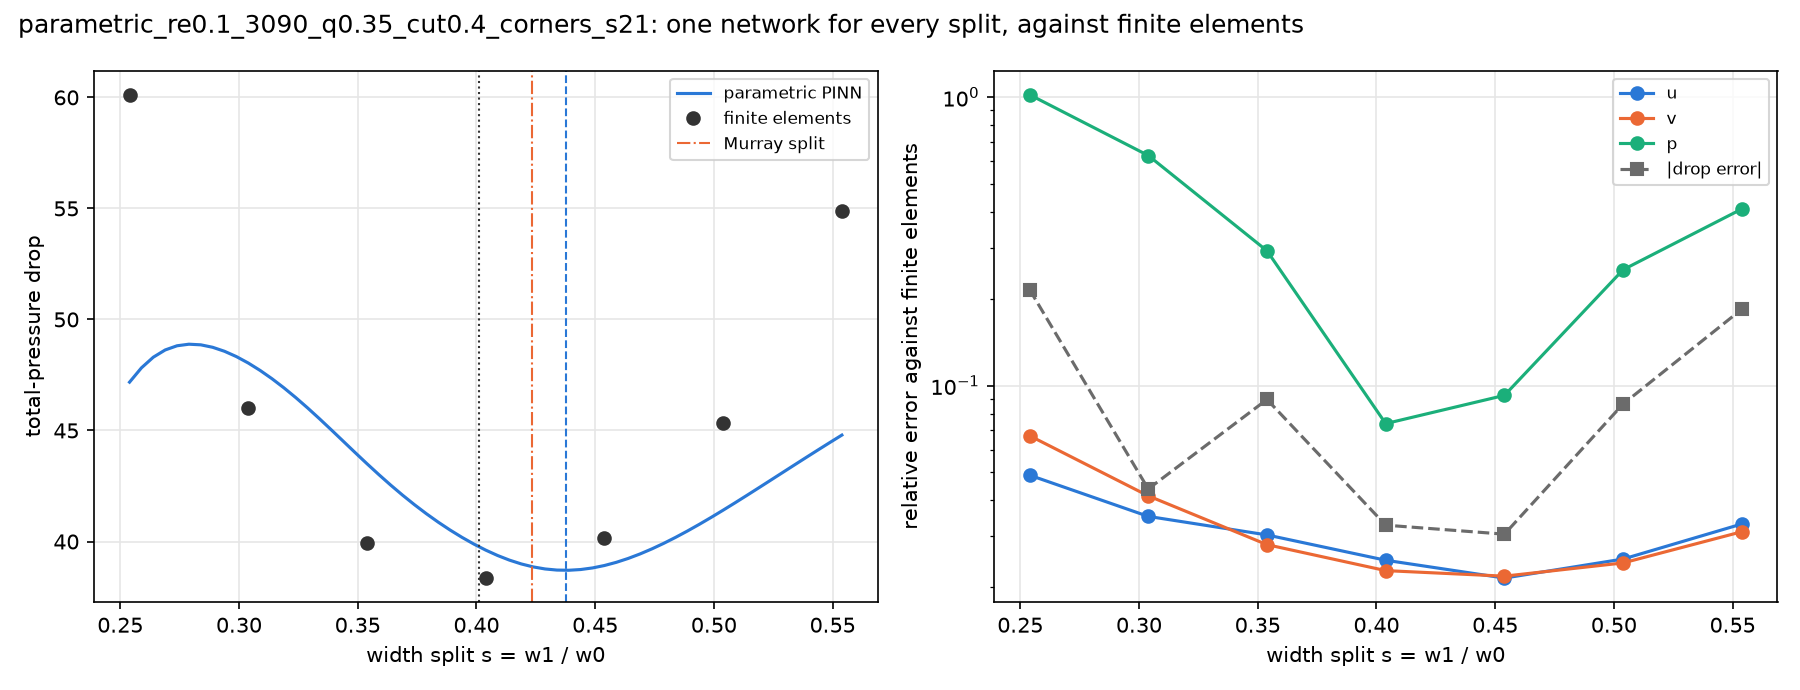 parametric_re0.1_3090_q0.35_cut0.4_corners_s21: one network for every split, against finite elements
total-pressure drop
60
55
50
45
40
0.25 0.30 0.35 0.40 0.45 0.50 0.55
width split s = w1 / w0
parametric PINN
finite elements
Murray split
relative error against finite elements
10⁰
10⁻¹
0.25 0.30 0.35 0.40 0.45 0.50 0.55
width split s = w1 / w0
u
v
p
|drop error|